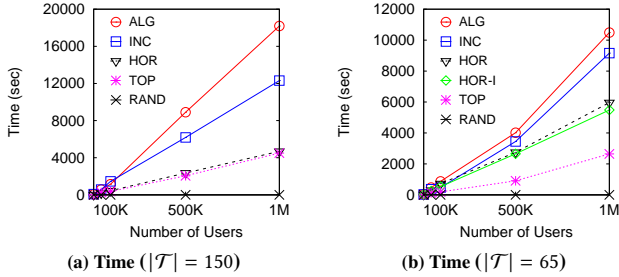 20000
16000
12000
8000
4000
0
Time (sec)
ALG
INC
HOR
TOP
RAND
100K 500K 1M
Number of Users
(a) Time (|𝒯| = 150)
12000
10000
8000
6000
4000
2000
0
Time (sec)
ALG
INC
HOR
HOR-I
TOP
RAND
100K 500K 1M
Number of Users
(b) Time (|𝒯| = 65)